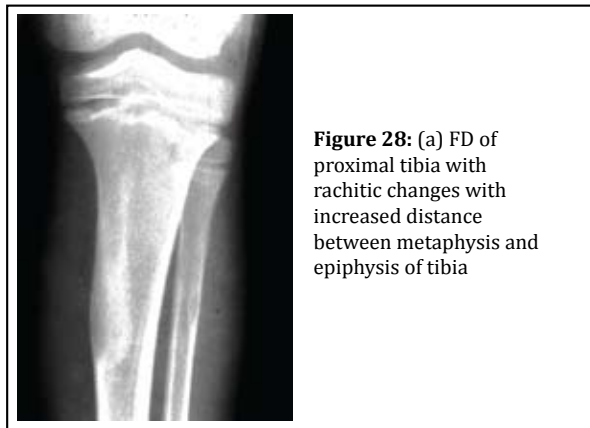 Figure 28: (a) FD of
proximal tibia with
rachitic changes with
increased distance
between metaphysis and
epiphysis of tibia